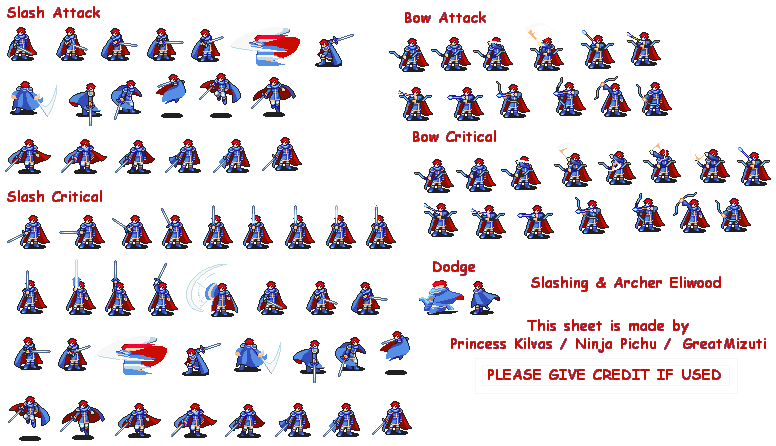 Slash Attack
Bow Attack
Bow Critical
Slash Critical
Dodge
Slashing & Archer Eliwood
This sheet is made by
Princess Kilvas / Ninja Pichu / GreatMizuti
PLEASE GIVE CREDIT IF USED